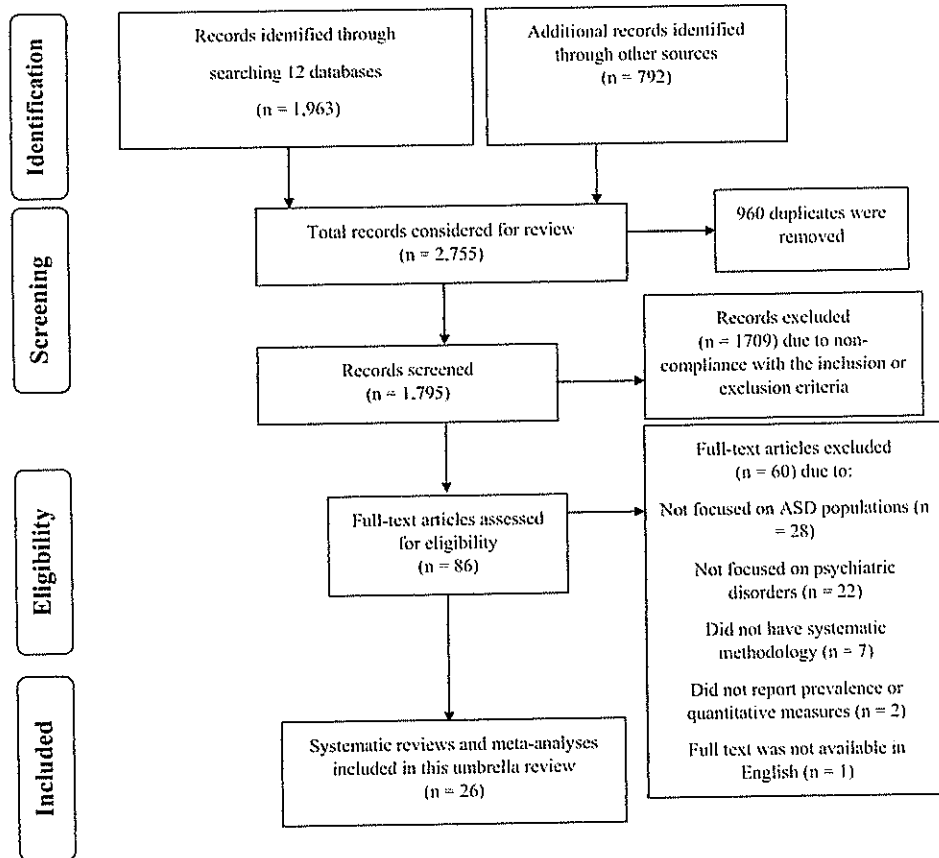 Identification
Records identified through
searching 12 databases
(n = 1,963)
Additional records identified
through other sources
(n = 792)
Screening
Total records considered for review
(n = 2,755)
960 duplicates were
removed
Records screened
(n = 1,795)
Records excluded
(n = 1709) due to non-
compliance with the inclusion or
exclusion criteria
Eligibility
Full-text articles assessed
for eligibility
(n = 86)
Full-text articles excluded
(n = 60) due to:
Not focused on ASD populations (n
= 28)
Not focused on psychiatric
disorders (n = 22)
Did not have systematic
methodology (n = 7)
Did not report prevalence or
quantitative measures (n = 2)
Full text was not available in
English (n = 1)
Included
Systematic reviews and meta-analyses
included in this umbrella review
(n = 26)